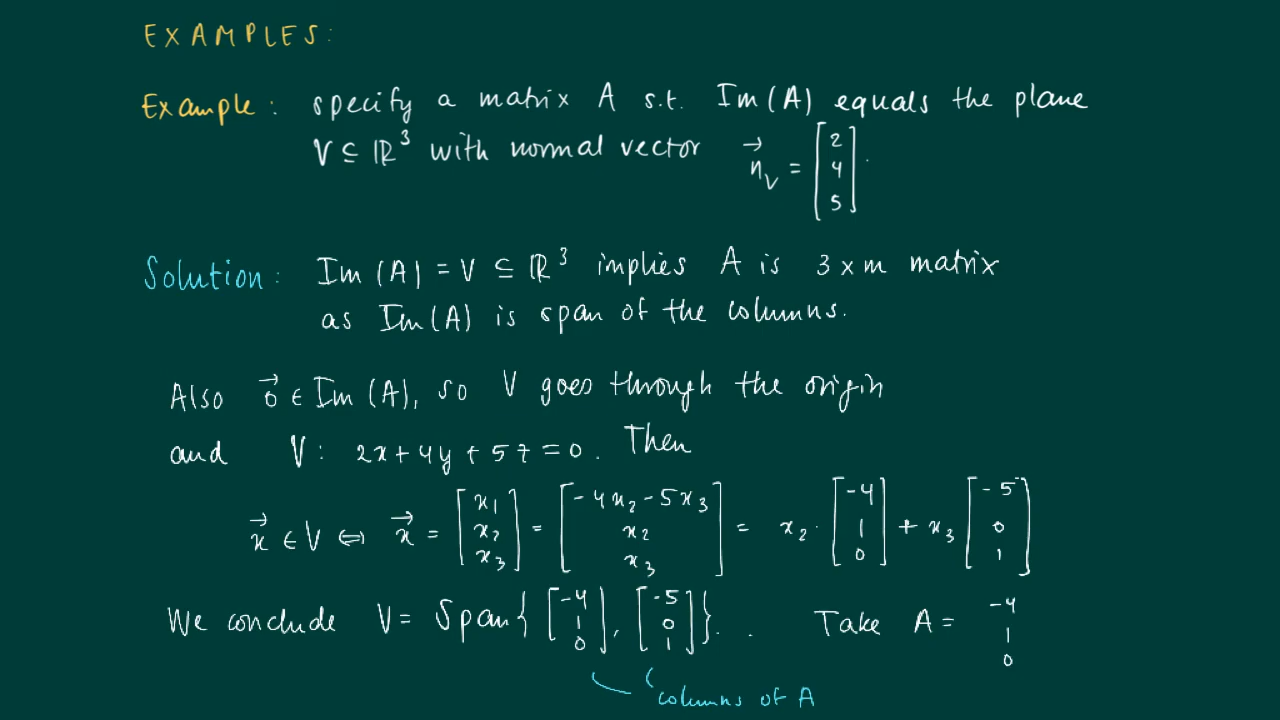 EXAMPLES:
Example: specify a matrix A s.t. Im(A) equals the plane
V ⊆ ℝ³ with normal vector n⃗_V = [2 4 5].
Solution: Im(A) = V ⊆ ℝ³ implies A is 3 x m matrix
as Im(A) is span of the columns.
Also 0⃗ ∈ Im(A), so V goes through the origin
and V: 2x + 4y + 5z = 0. Then
x⃗ ∈ V ⇔ x⃗ = [x₁ x₂ x₃] = [-4x₂ - 5x₃ x₂ x₃] = x₂ · [-4 1 0] + x₃ [-5 0 1]
We conclude V = Span{[-4 1 0], [-5 0 1]}. . Take A = -4 1 0
columns of A